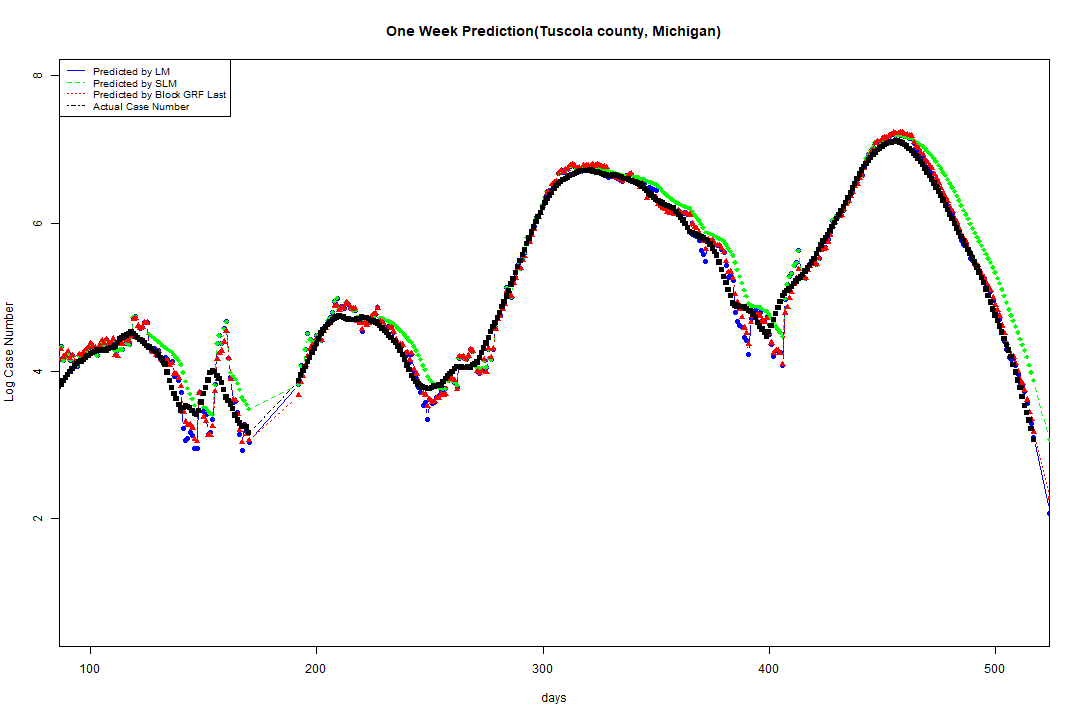 One Week Prediction(Tuscola county, Michigan)
Predicted by LM
Predicted by SLM
Predicted by Block GRF Last
Actual Case Number
8
6
4
2
Log Case Number
100 200 300 400 500
days